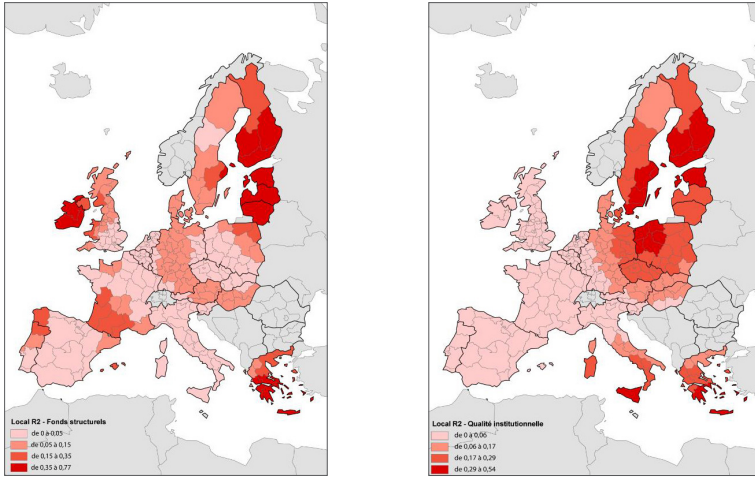 Local R2 - Fonds structurels
de 0 à 0,05
de 0,05 à 0,15
de 0,15 à 0,35
de 0,35 à 0,77
Local R2 - Qualité institutionnelle
de 0 à 0,06
de 0,06 à 0,17
de 0,17 à 0,29
de 0,29 à 0,54